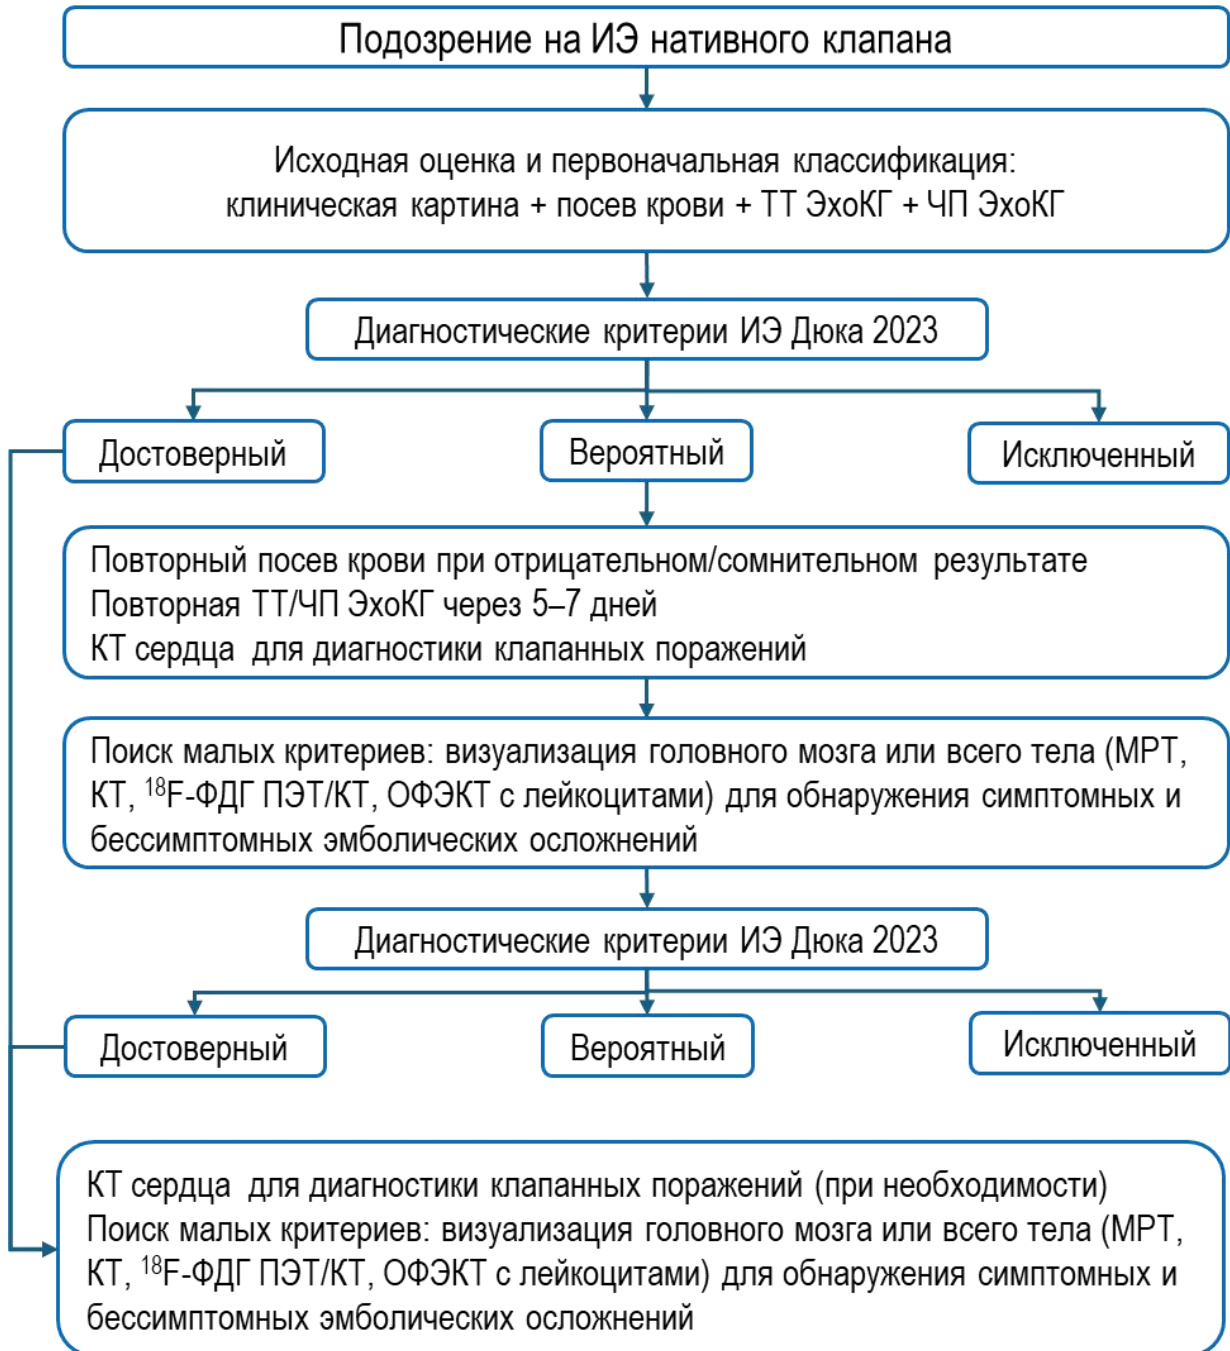 Подозрение на ИЭ нативного клапана
Исходная оценка и первоначальная классификация:
клиническая картина + посев крови + ТТ ЭхоКГ + ЧП ЭхоКГ
Диагностические критерии ИЭ Дюка 2023
Достоверный
Вероятный
Исключенный
Повторный посев крови при отрицательном/сомнительном результате
Повторная ТТ/ЧП ЭхоКГ через 5–7 дней
КТ сердца для диагностики клапанных поражений
Поиск малых критериев: визуализация головного мозга или всего тела (МРТ,
КТ, ¹⁸F-ФДГ ПЭТ/КТ, ОФЭКТ с лейкоцитами) для обнаружения симптомных и
бессимптомных эмболических осложнений
Диагностические критерии ИЭ Дюка 2023
Достоверный
Вероятный
Исключенный
КТ сердца для диагностики клапанных поражений (при необходимости)
Поиск малых критериев: визуализация головного мозга или всего тела (МРТ,
КТ, ¹⁸F-ФДГ ПЭТ/КТ, ОФЭКТ с лейкоцитами) для обнаружения симптомных и
бессимптомных эмболических осложнений